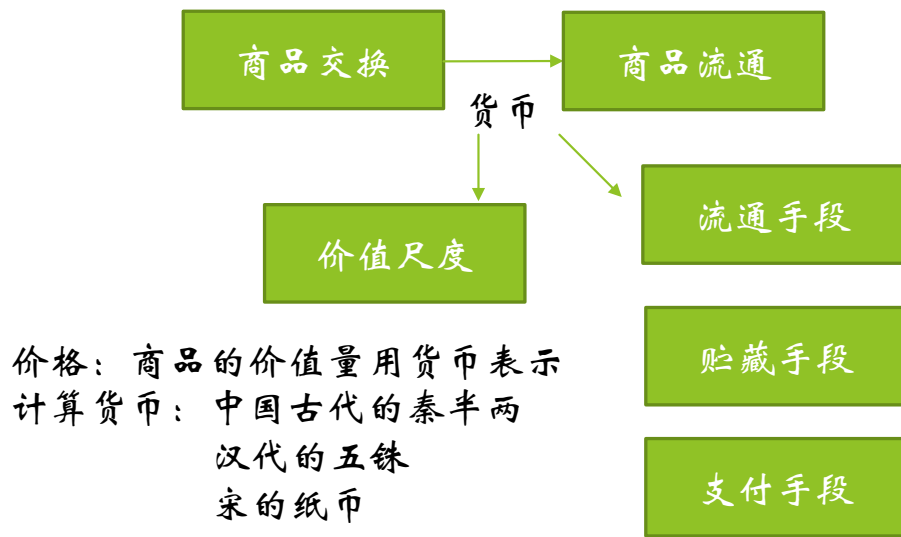 商品交换
商品流通
货币
流通手段
价值尺度
贮藏手段
价格：商品的价值量用货币表示
计算货币：中国古代的秦半两
汉代的五铢
宋的纸币
支付手段